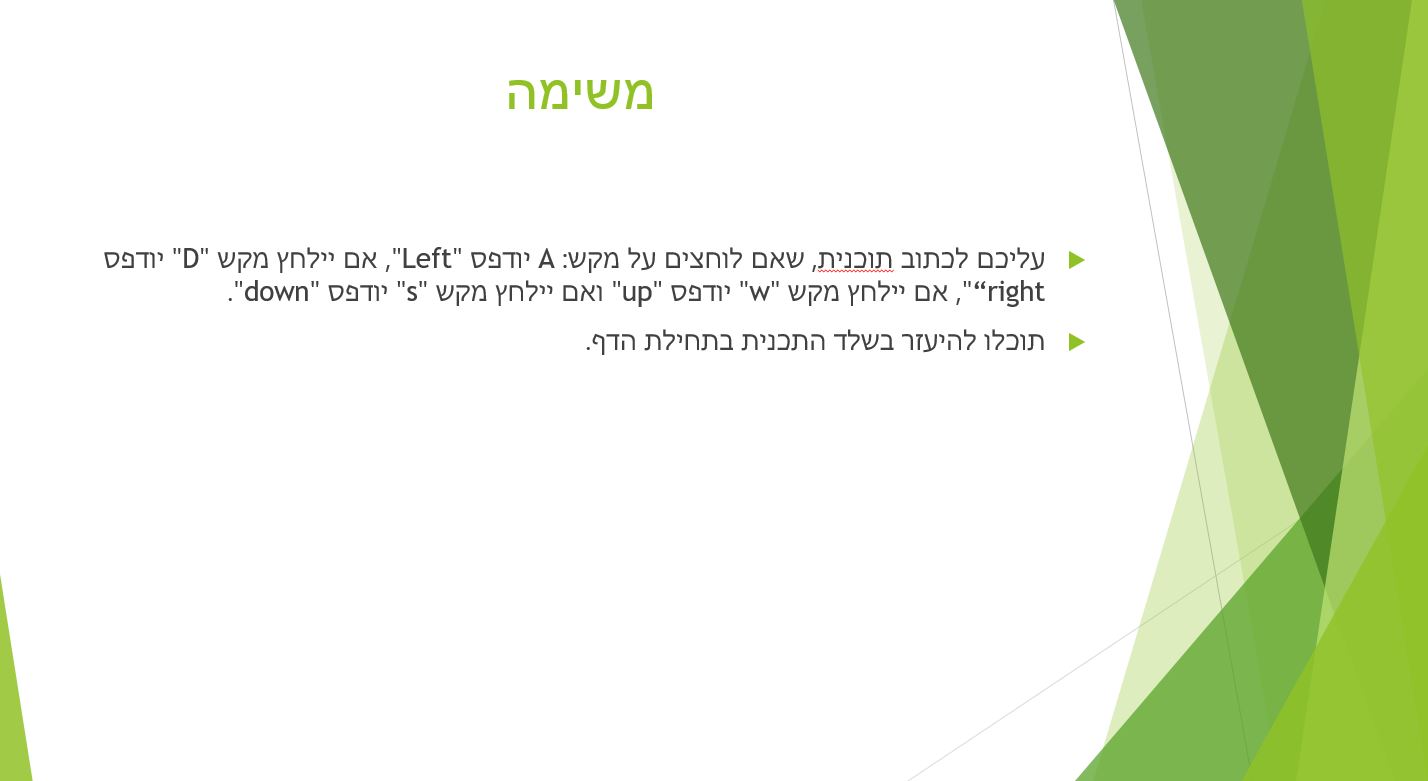 משימה
עליכם לכתוב תוכנית, שאם לוחצים על מקש: A יודפס "Left", אם יילחץ מקש "D" יודפס
"“right", אם יילחץ מקש "w" יודפס "up" ואם יילחץ מקש "s" יודפס "down".
תוכלו להיעזר בשלד התכנית בתחילת הדף.